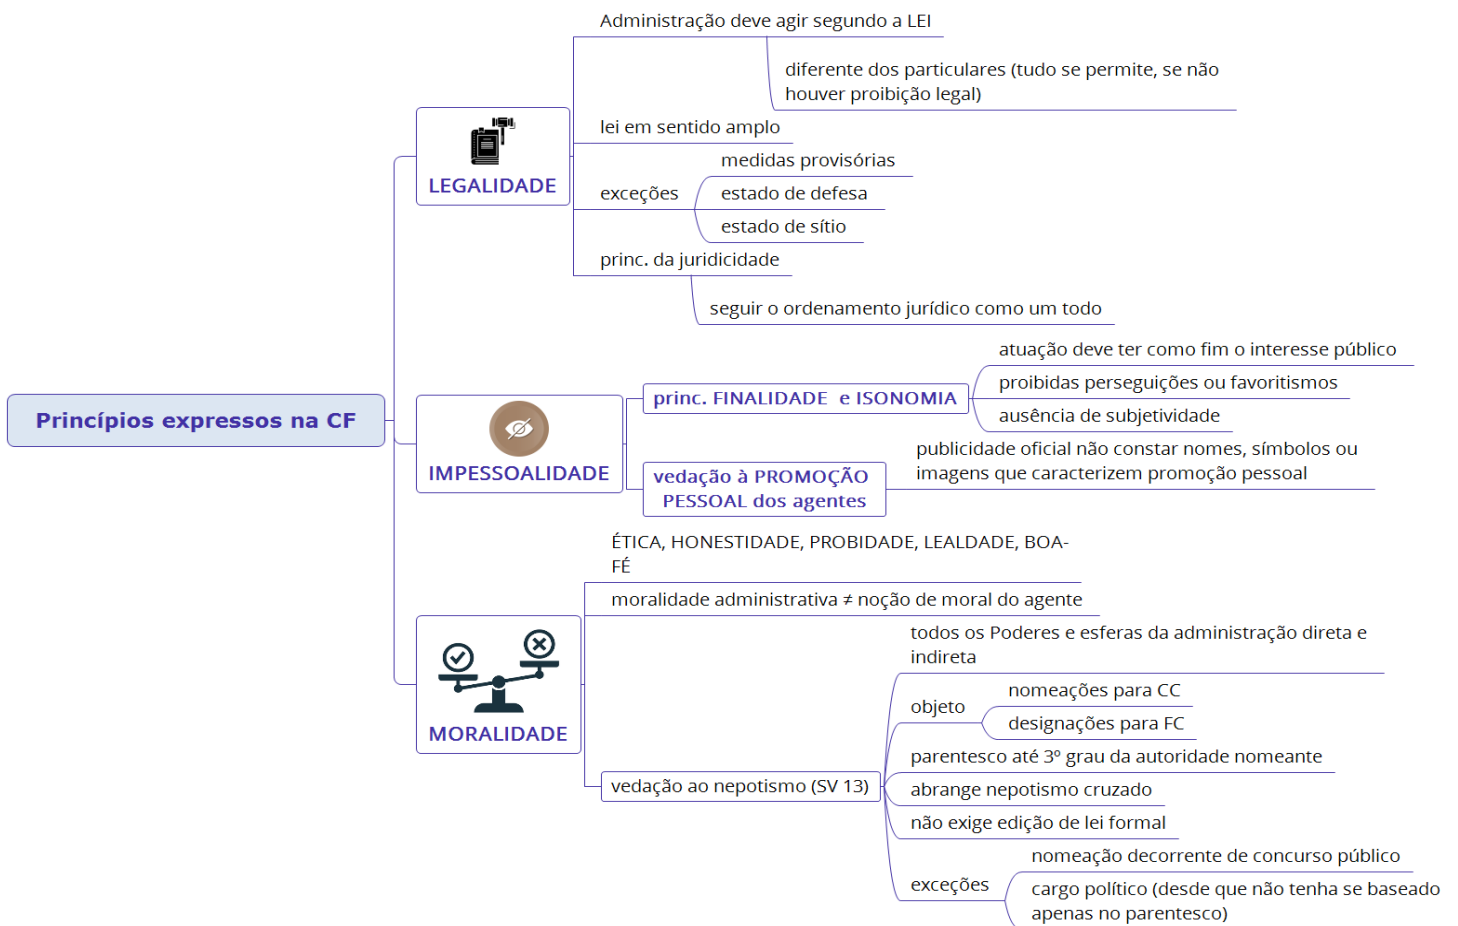 Administração deve agir segundo a LEI
diferente dos particulares (tudo se permite, se não
houver proibição legal)
lei em sentido amplo
medidas provisórias
exceções
estado de defesa
estado de sítio
LEGALIDADE
princ. da juridicidade
seguir o ordenamento jurídico como um todo
Princípios expressos na CF
atuação deve ter como fim o interesse público
princ. FINALIDADE e ISONOMIA
proibidas perseguições ou favoritismos
ausência de subjetividade
IMPESSOALIDADE
vedação à PROMOÇÃO
PESSOAL dos agentes
publicidade oficial não constar nomes, símbolos ou
imagens que caracterizem promoção pessoal
ÉTICA, HONESTIDADE, PROBIDADE, LEALDADE, BOA-
FÉ
moralidade administrativa ≠ noção de moral do agente
MORALIDADE
vedação ao nepotismo (SV 13)
todos os Poderes e esferas da administração direta e
indireta
objeto
nomeações para CC
designações para FC
parentesco até 3º grau da autoridade nomeante
abrange nepotismo cruzado
não exige edição de lei formal
exceções
nomeação decorrente de concurso público
cargo político (desde que não tenha se baseado
apenas no parentesco)